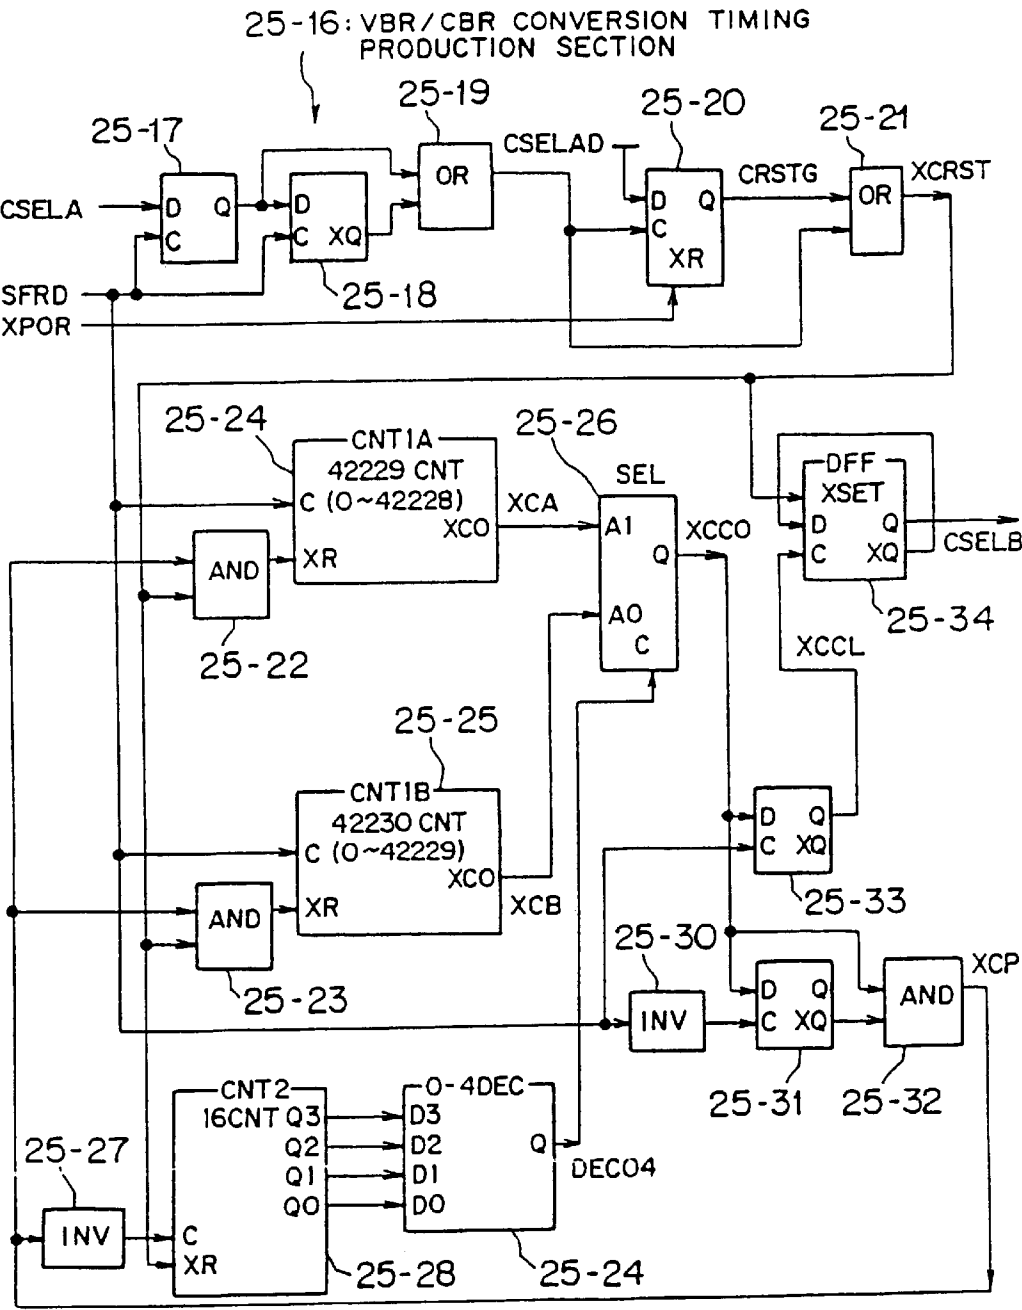 25-16: VBR/CBR CONVERSION TIMING
PRODUCTION SECTION
25-17
25-19
25-20
25-21
CSELA
D Q
C
D
C XQ
25-18
OR
CSELAD
D Q
C
XR
CRSTG
OR
XCRST
SFRD
XPOR
25-24
CNT1A
42229 CNT
C (0~42228)
XCO
XR
XCA
AND
25-22
25-26
SEL
A1
Q
A0
C
XCCO
DFF
XSET
D Q
C XQ
CSELB
25-34
XCCL
25-25
CNT1B
42230 CNT
C (0~42229)
XCO
XR
XCB
AND
25-23
D Q
C XQ
25-33
25-30
INV
D Q
C XQ
25-31
AND
25-32
XCP
25-27
INV
CNT2
16CNT Q3
Q2
Q1
Q0
C
XR
25-28
0-4DEC
D3
D2
D1
D0
Q
DEC04
25-24